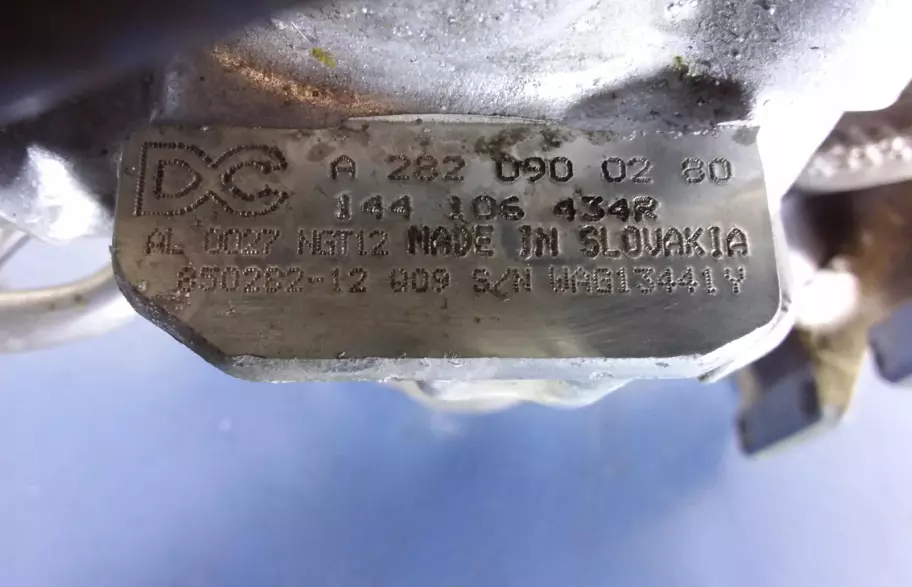 DC A 282 090 02 80
144 106 434R
AL 0027 NGT12 MADE IN SLOVAKIA
850282-12 009 S/N WAG13441Y